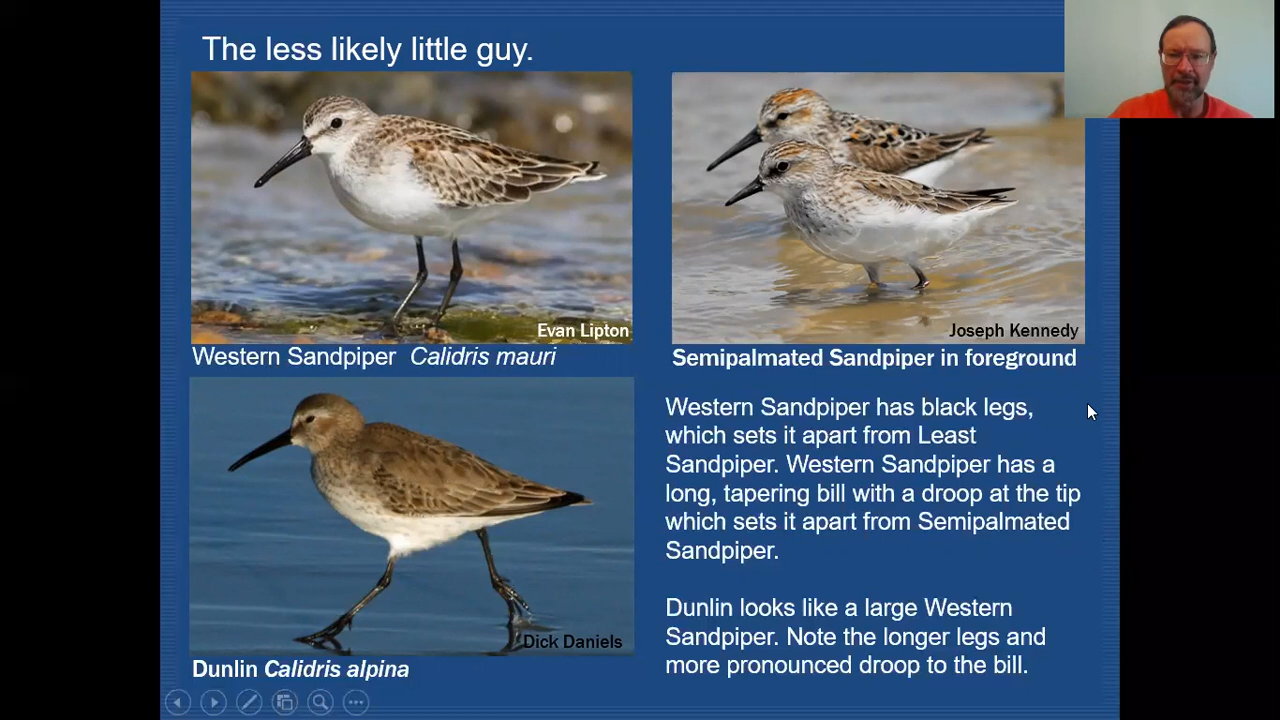 The less likely little guy.
Evan Lipton
Joseph Kennedy
Western Sandpiper Calidris mauri
Semipalmated Sandpiper in foreground
Western Sandpiper has black legs,
which sets it apart from Least
Sandpiper. Western Sandpiper has a
long, tapering bill with a droop at the tip
which sets it apart from Semipalmated
Sandpiper.
Dunlin looks like a large Western
Sandpiper. Note the longer legs and
more pronounced droop to the bill.
Dick Daniels
Dunlin Calidris alpina